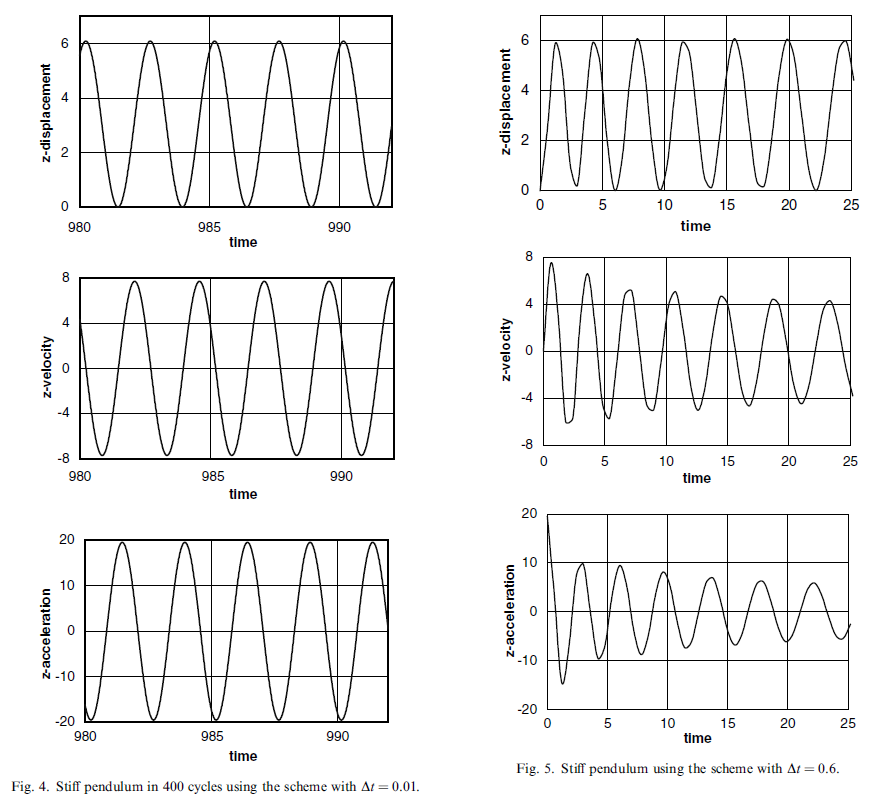 6
4
2
0
z-displacement
980 985 990
time
8
4
0
-4
-8
z-velocity
980 985 990
time
20
10
0
-10
-20
z-acceleration
980 985 990
time
Fig. 4. Stiff pendulum in 400 cycles using the scheme with Δt = 0.01.
6
4
2
0
z-displacement
0 5 10 15 20 25
time
8
4
0
-4
-8
z-velocity
0 5 10 15 20 25
time
20
10
0
-10
-20
z-acceleration
0 5 10 15 20 25
time
Fig. 5. Stiff pendulum using the scheme with Δt = 0.6.